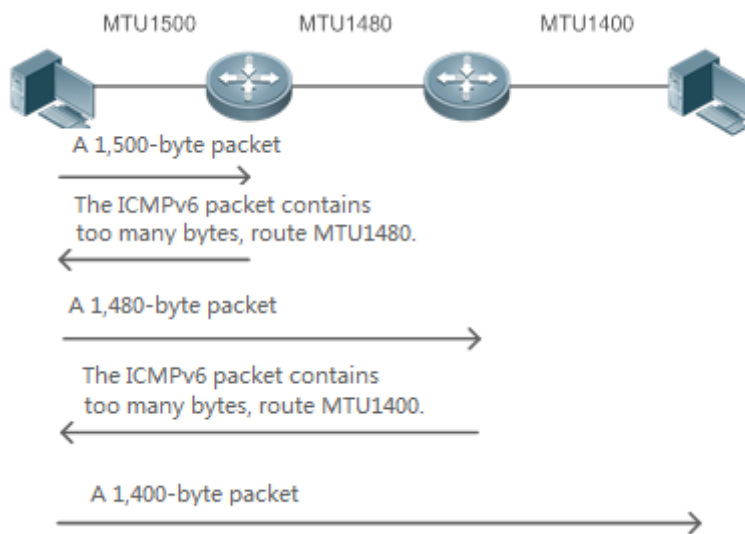 MTU1500 MTU1480 MTU1400
A 1,500-byte packet
The ICMPv6 packet contains
too many bytes, route MTU1480.
A 1,480-byte packet
The ICMPv6 packet contains
too many bytes, route MTU1400.
A 1,400-byte packet